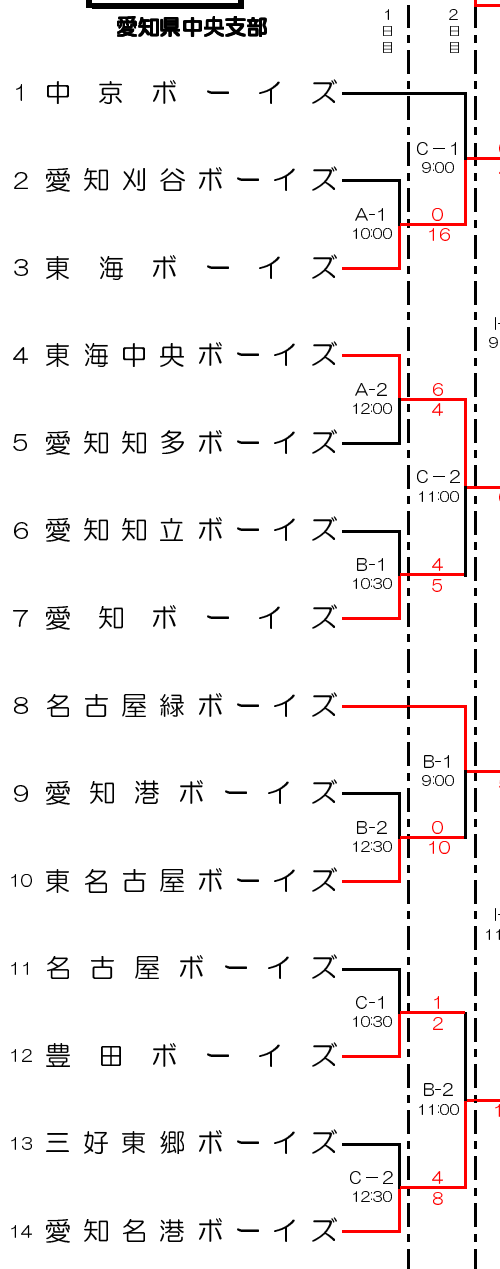 愛知県中央支部
1日目
2日目
1 中京ボーイズ
C－1
9:00
2 愛知刈谷ボーイズ
A-1
10:00
0
16
3 東海ボーイズ
4 東海中央ボーイズ
A-2
12:00
6
4
5 愛知知多ボーイズ
C－2
11:00
6 愛知知立ボーイズ
B-1
10:30
4
5
7 愛知ボーイズ
8 名古屋緑ボーイズ
B-1
9:00
9 愛知港ボーイズ
B-2
12:30
0
10
10 東名古屋ボーイズ
11 名古屋ボーイズ
C-1
10:30
1
2
12 豊田ボーイズ
B-2
11:00
13 三好東郷ボーイズ
C－2
12:30
4
8
14 愛知名港ボーイズ